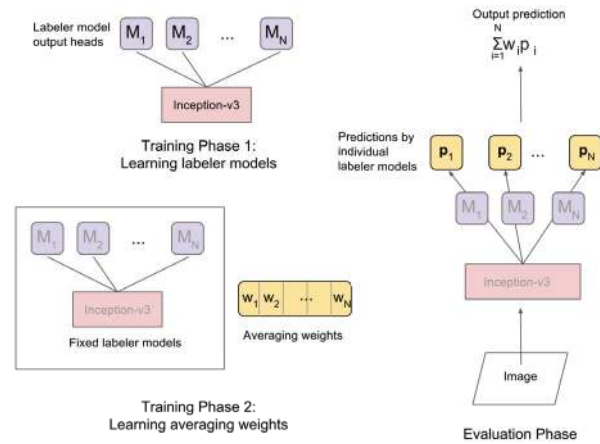 Labeler model
output heads
M1 M2 ... MN
Inception-v3
Training Phase 1:
Learning labeler models
M1 M2 ... MN
Inception-v3
Fixed labeler models
w1 w2 ... wN
Averaging weights
Training Phase 2:
Learning averaging weights
Output prediction
N
Σwipi
i=1
Predictions by
individual
labeler models
p1 p2 ... pN
M1 M2 MN
Inception-v3
Image
Evaluation Phase